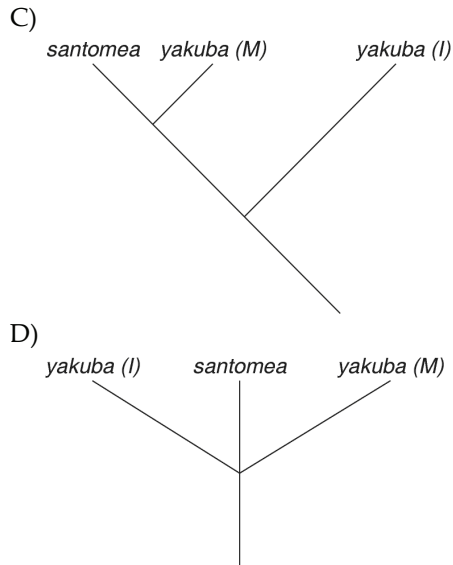 C)
santomea yakuba (M) yakuba (I)
D)
yakuba (I) santomea yakuba (M)